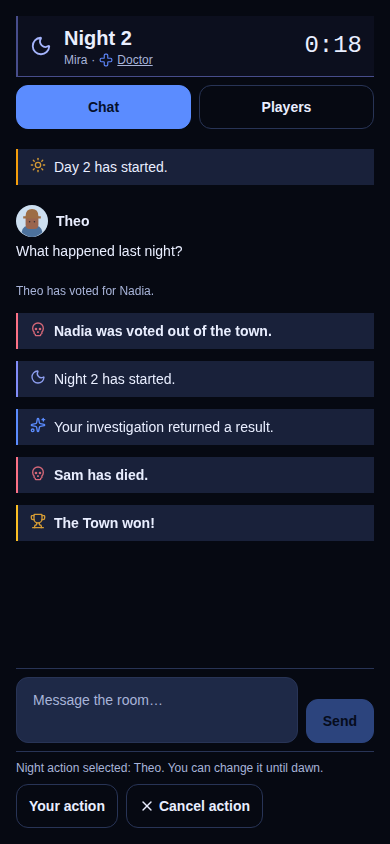 Night 2
Mira · Doctor
0:18
Chat
Players
Day 2 has started.
Theo
What happened last night?
Theo has voted for Nadia.
Nadia was voted out of the town.
Night 2 has started.
Your investigation returned a result.
Sam has died.
The Town won!
Message the room…
Send
Night action selected: Theo. You can change it until dawn.
Your action
Cancel action